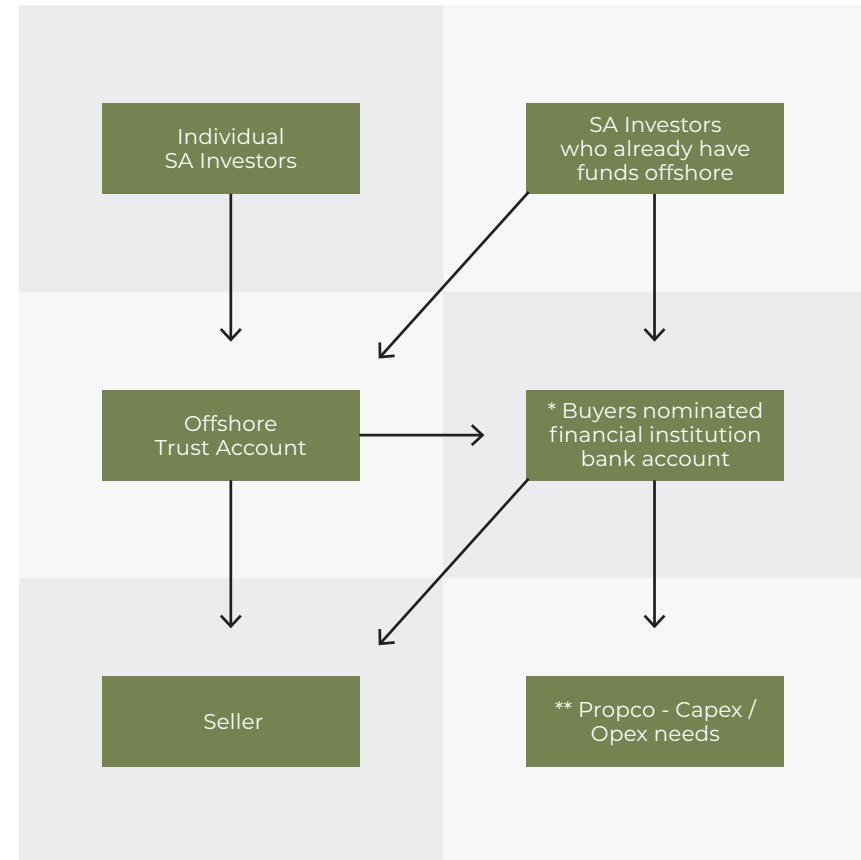 Individual
SA Investors
SA Investors
who already have
funds offshore
Offshore
Trust Account
* Buyers nominated
financial institution
bank account
Seller
** Propco - Capex /
Opex needs